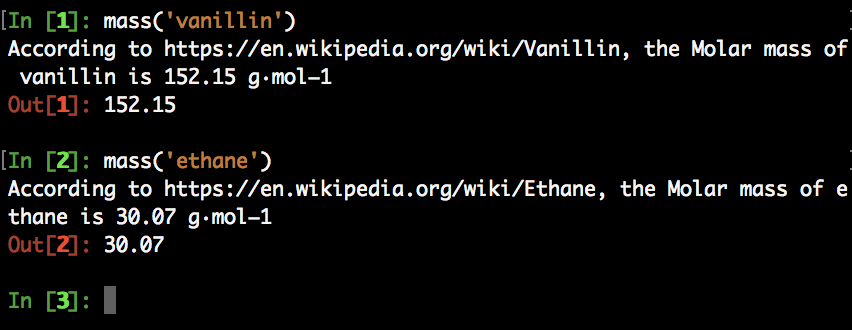 In [1]: mass('vanillin')
According to https://en.wikipedia.org/wiki/Vanillin, the Molar mass of
 vanillin is 152.15 g·mol−1
Out[1]: 152.15
In [2]: mass('ethane')
According to https://en.wikipedia.org/wiki/Ethane, the Molar mass of e
thane is 30.07 g·mol−1
Out[2]: 30.07
In [3]: